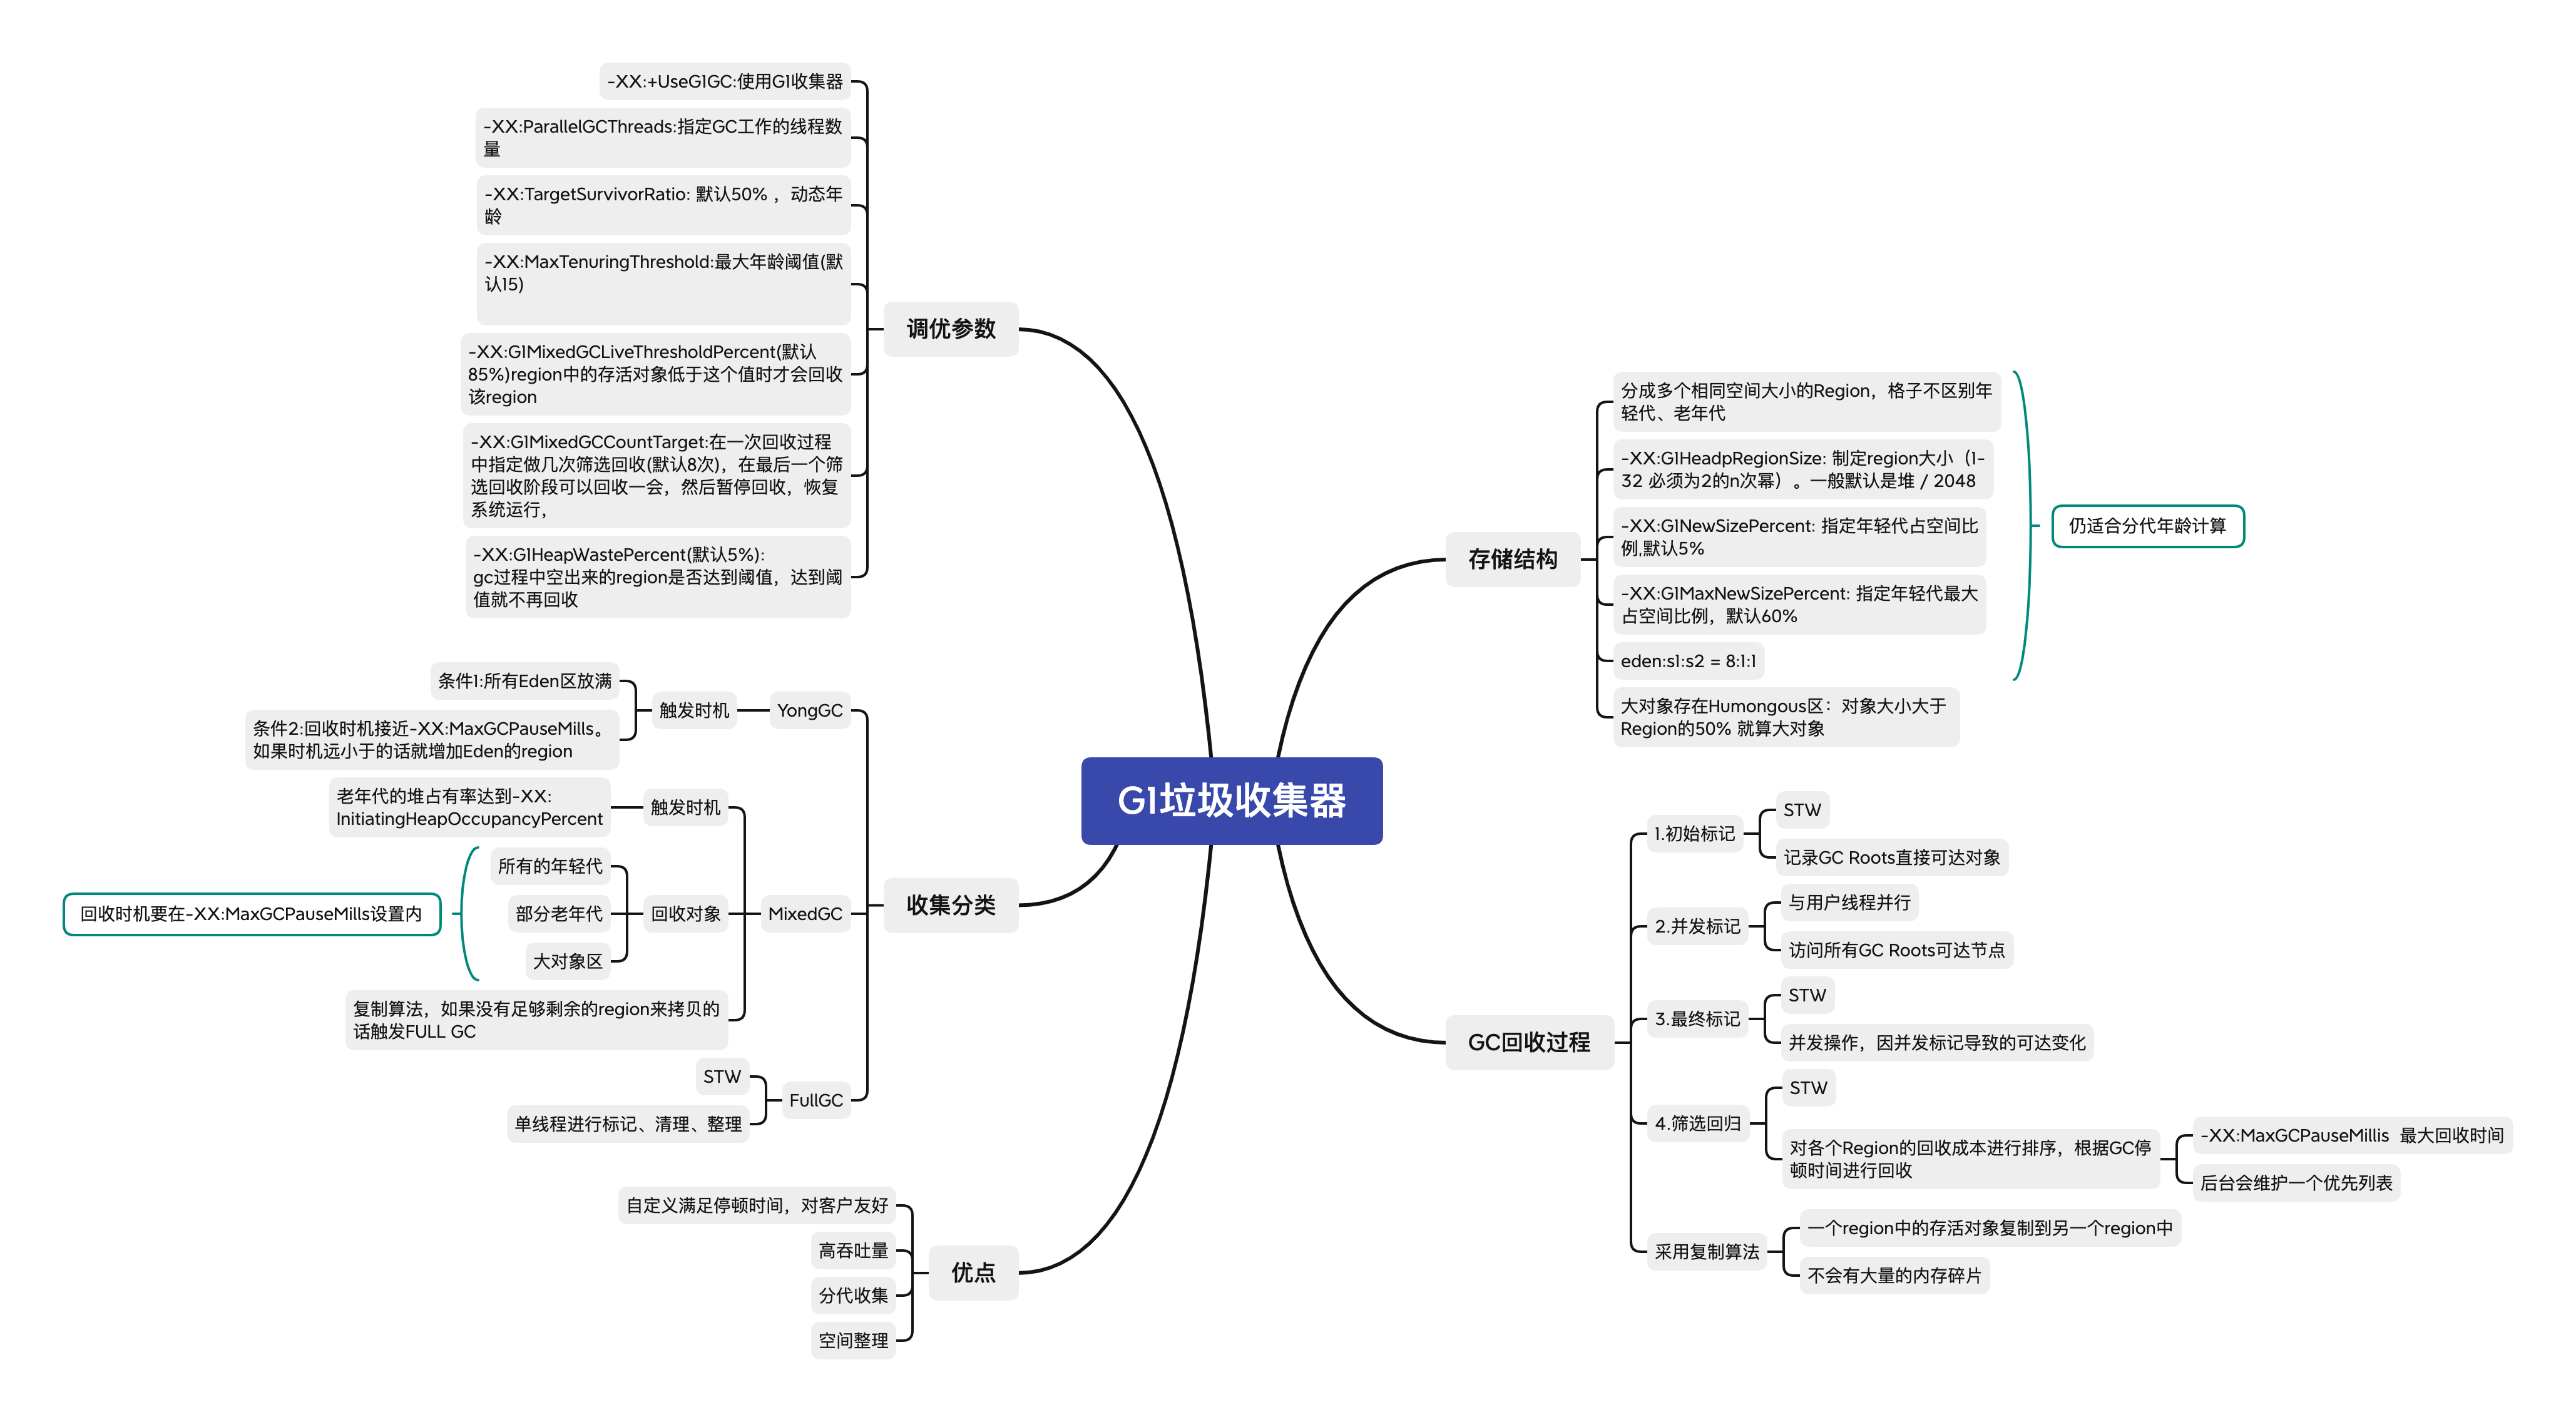 G1垃圾收集器
存储结构
分成多个相同空间大小的Region，格子不区别年
轻代、老年代
-XX:G1HeadpRegionSize: 制定region大小（1-
32 必须为2的n次幂）。一般默认是堆 / 2048
-XX:G1NewSizePercent: 指定年轻代占空间比
例,默认5%
-XX:G1MaxNewSizePercent: 指定年轻代最大
占空间比例，默认60%
eden:s1:s2 = 8:1:1
大对象存在Humongous区：对象大小大于
Region的50% 就算大对象
仍适合分代年龄计算
GC回收过程
1.初始标记
STW
记录GC Roots直接可达对象
2.并发标记
与用户线程并行
访问所有GC Roots可达节点
3.最终标记
STW
并发操作，因并发标记导致的可达变化
4.筛选回归
STW
对各个Region的回收成本进行排序，根据GC停
顿时间进行回收
-XX:MaxGCPauseMillis  最大回收时间
后台会维护一个优先列表
采用复制算法
一个region中的存活对象复制到另一个region中
不会有大量的内存碎片
调优参数
-XX:+UseG1GC:使用G1收集器
-XX:ParallelGCThreads:指定GC工作的线程数
量
-XX:TargetSurvivorRatio: 默认50% ，动态年
龄
-XX:MaxTenuringThreshold:最大年龄阈值(默
认15)
-XX:G1MixedGCLiveThresholdPercent(默认
85%)region中的存活对象低于这个值时才会回收
该region
-XX:G1MixedGCCountTarget:在一次回收过程
中指定做几次筛选回收(默认8次)，在最后一个筛
选回收阶段可以回收一会，然后暂停回收，恢复
系统运行，
-XX:G1HeapWastePercent(默认5%):
gc过程中空出来的region是否达到阈值，达到阈
值就不再回收
收集分类
YongGC
触发时机
条件1:所有Eden区放满
条件2:回收时机接近-XX:MaxGCPauseMills。
如果时机远小于的话就增加Eden的region
MixedGC
触发时机
老年代的堆占有率达到-XX:
InitiatingHeapOccupancyPercent
回收对象
所有的年轻代
部分老年代
大对象区
回收时机要在-XX:MaxGCPauseMills设置内
复制算法，如果没有足够剩余的region来拷贝的
话触发FULL GC
FullGC
STW
单线程进行标记、清理、整理
优点
自定义满足停顿时间，对客户友好
高吞吐量
分代收集
空间整理